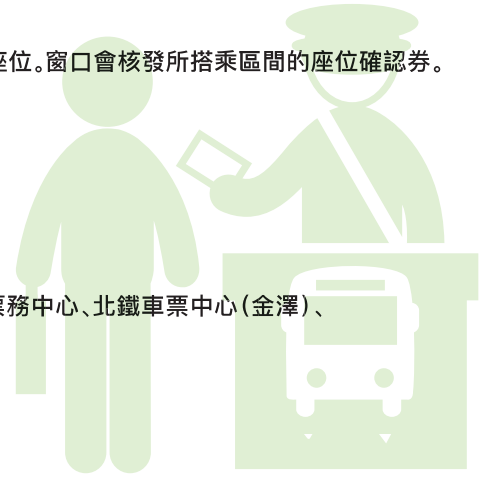 座位。窗口會核發所搭乘區間的座位確認券。
票務中心、北鐵車票中心(金澤)、